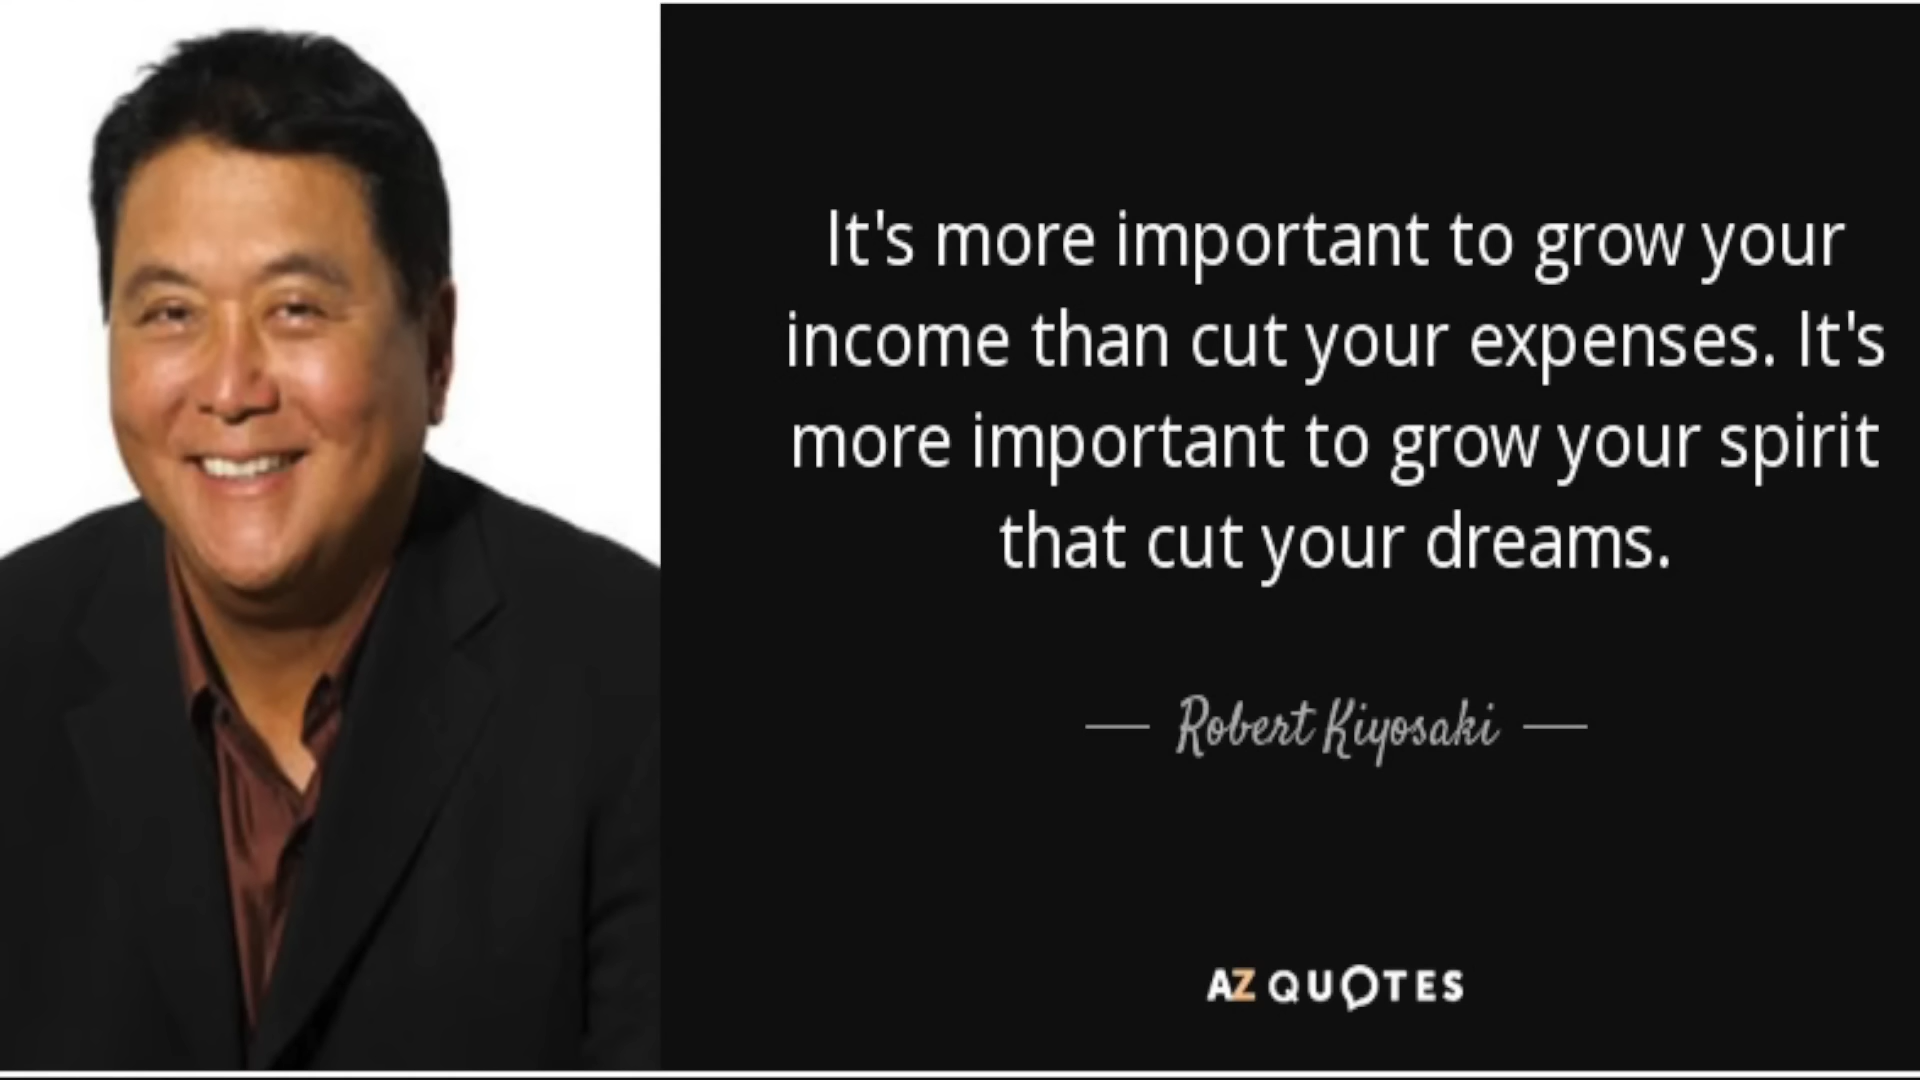 It's more important to grow your
income than cut your expenses. It's
more important to grow your spirit
that cut your dreams.
Robert Kiyosaki
AZ QUOTES